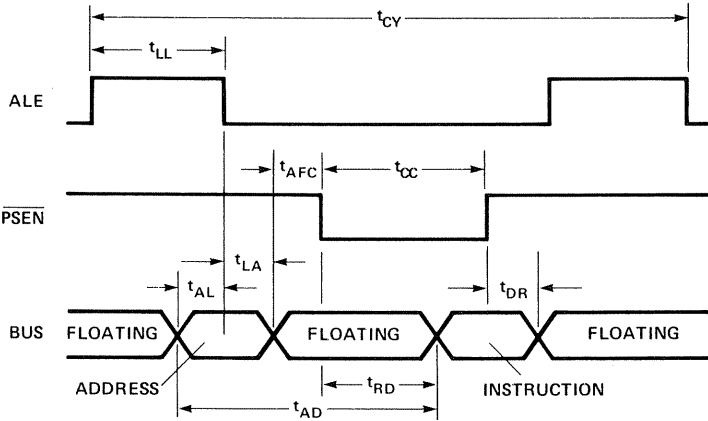 tCY
tLL
ALE
tAFC
tCC
PSEN
tLA
tAL
tDR
BUS
FLOATING
FLOATING
FLOATING
ADDRESS
tRD
INSTRUCTION
tAD